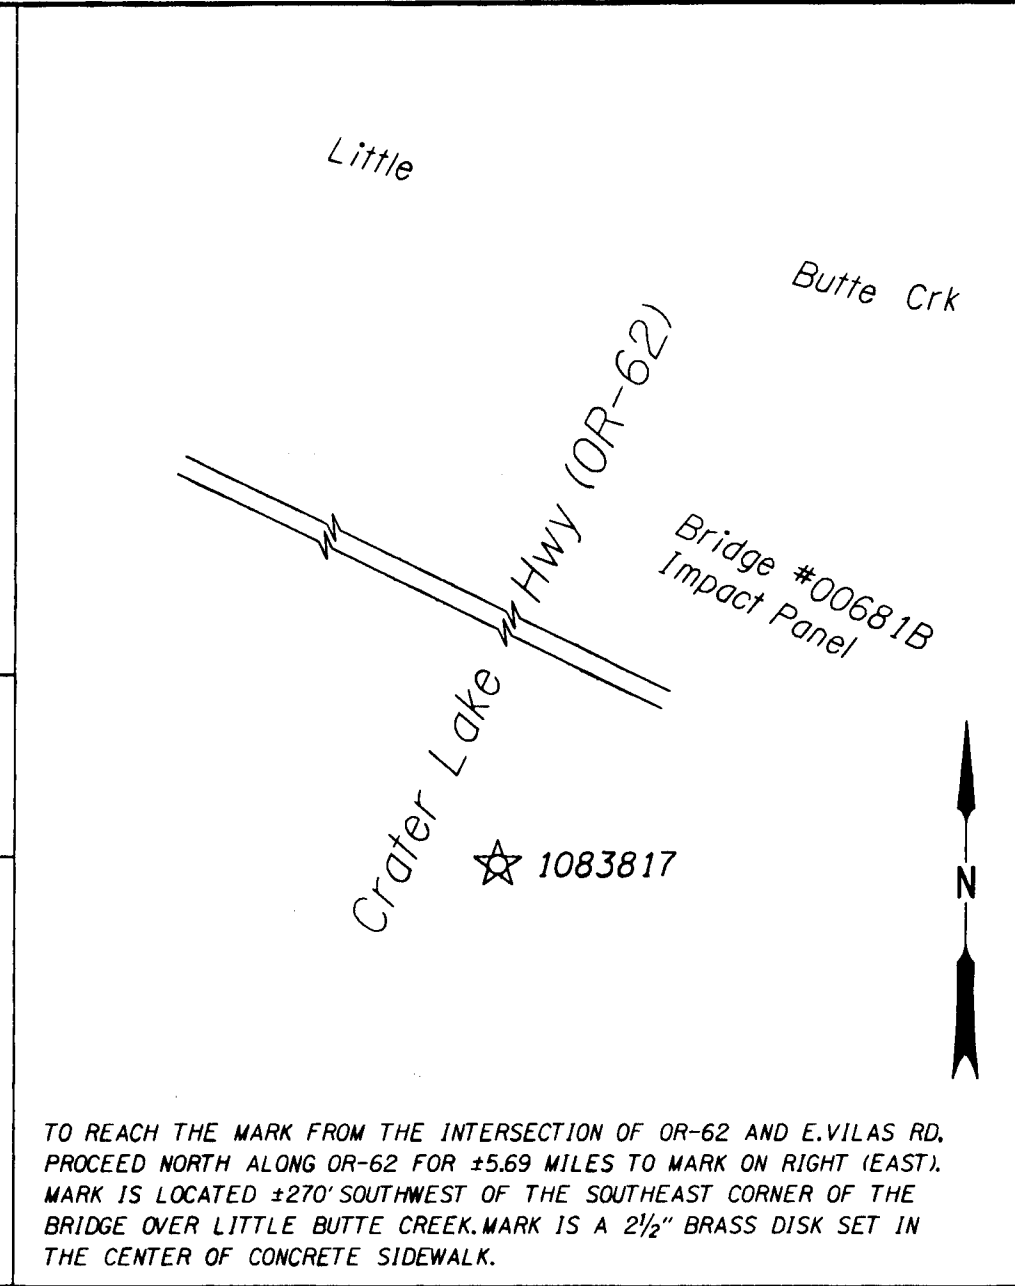 Little
Butte Crk
Crater Lake Hwy (OR-62)
Bridge #00681B
Impact Panel
1083817
N
TO REACH THE MARK FROM THE INTERSECTION OF OR-62 AND E.VILAS RD.
PROCEED NORTH ALONG OR-62 FOR ±5.69 MILES TO MARK ON RIGHT (EAST).
MARK IS LOCATED ±270' SOUTHWEST OF THE SOUTHEAST CORNER OF THE
BRIDGE OVER LITTLE BUTTE CREEK. MARK IS A 2½" BRASS DISK SET IN
THE CENTER OF CONCRETE SIDEWALK.